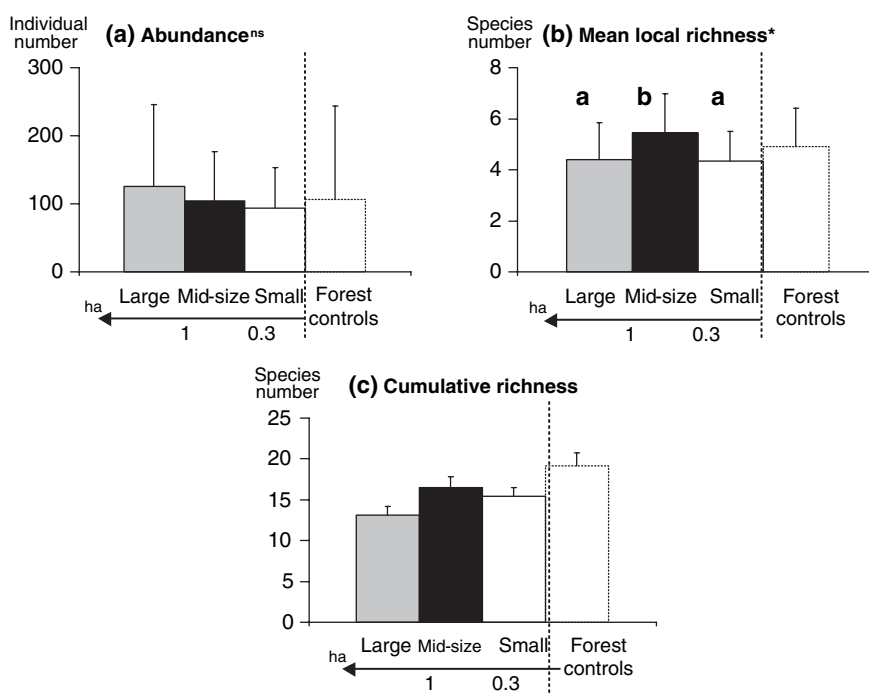 Individual
number
(a) Abundancens
300
200
100
0
Large Mid-size Small Forest
controls
ha
1 0.3
Species
number
(b) Mean local richness*
8
6
4
2
0
a b a
Large Mid-size Small Forest
controls
ha
1 0.3
Species
number
(c) Cumulative richness
25
20
15
10
5
0
Large Mid-size Small Forest
controls
ha
1 0.3